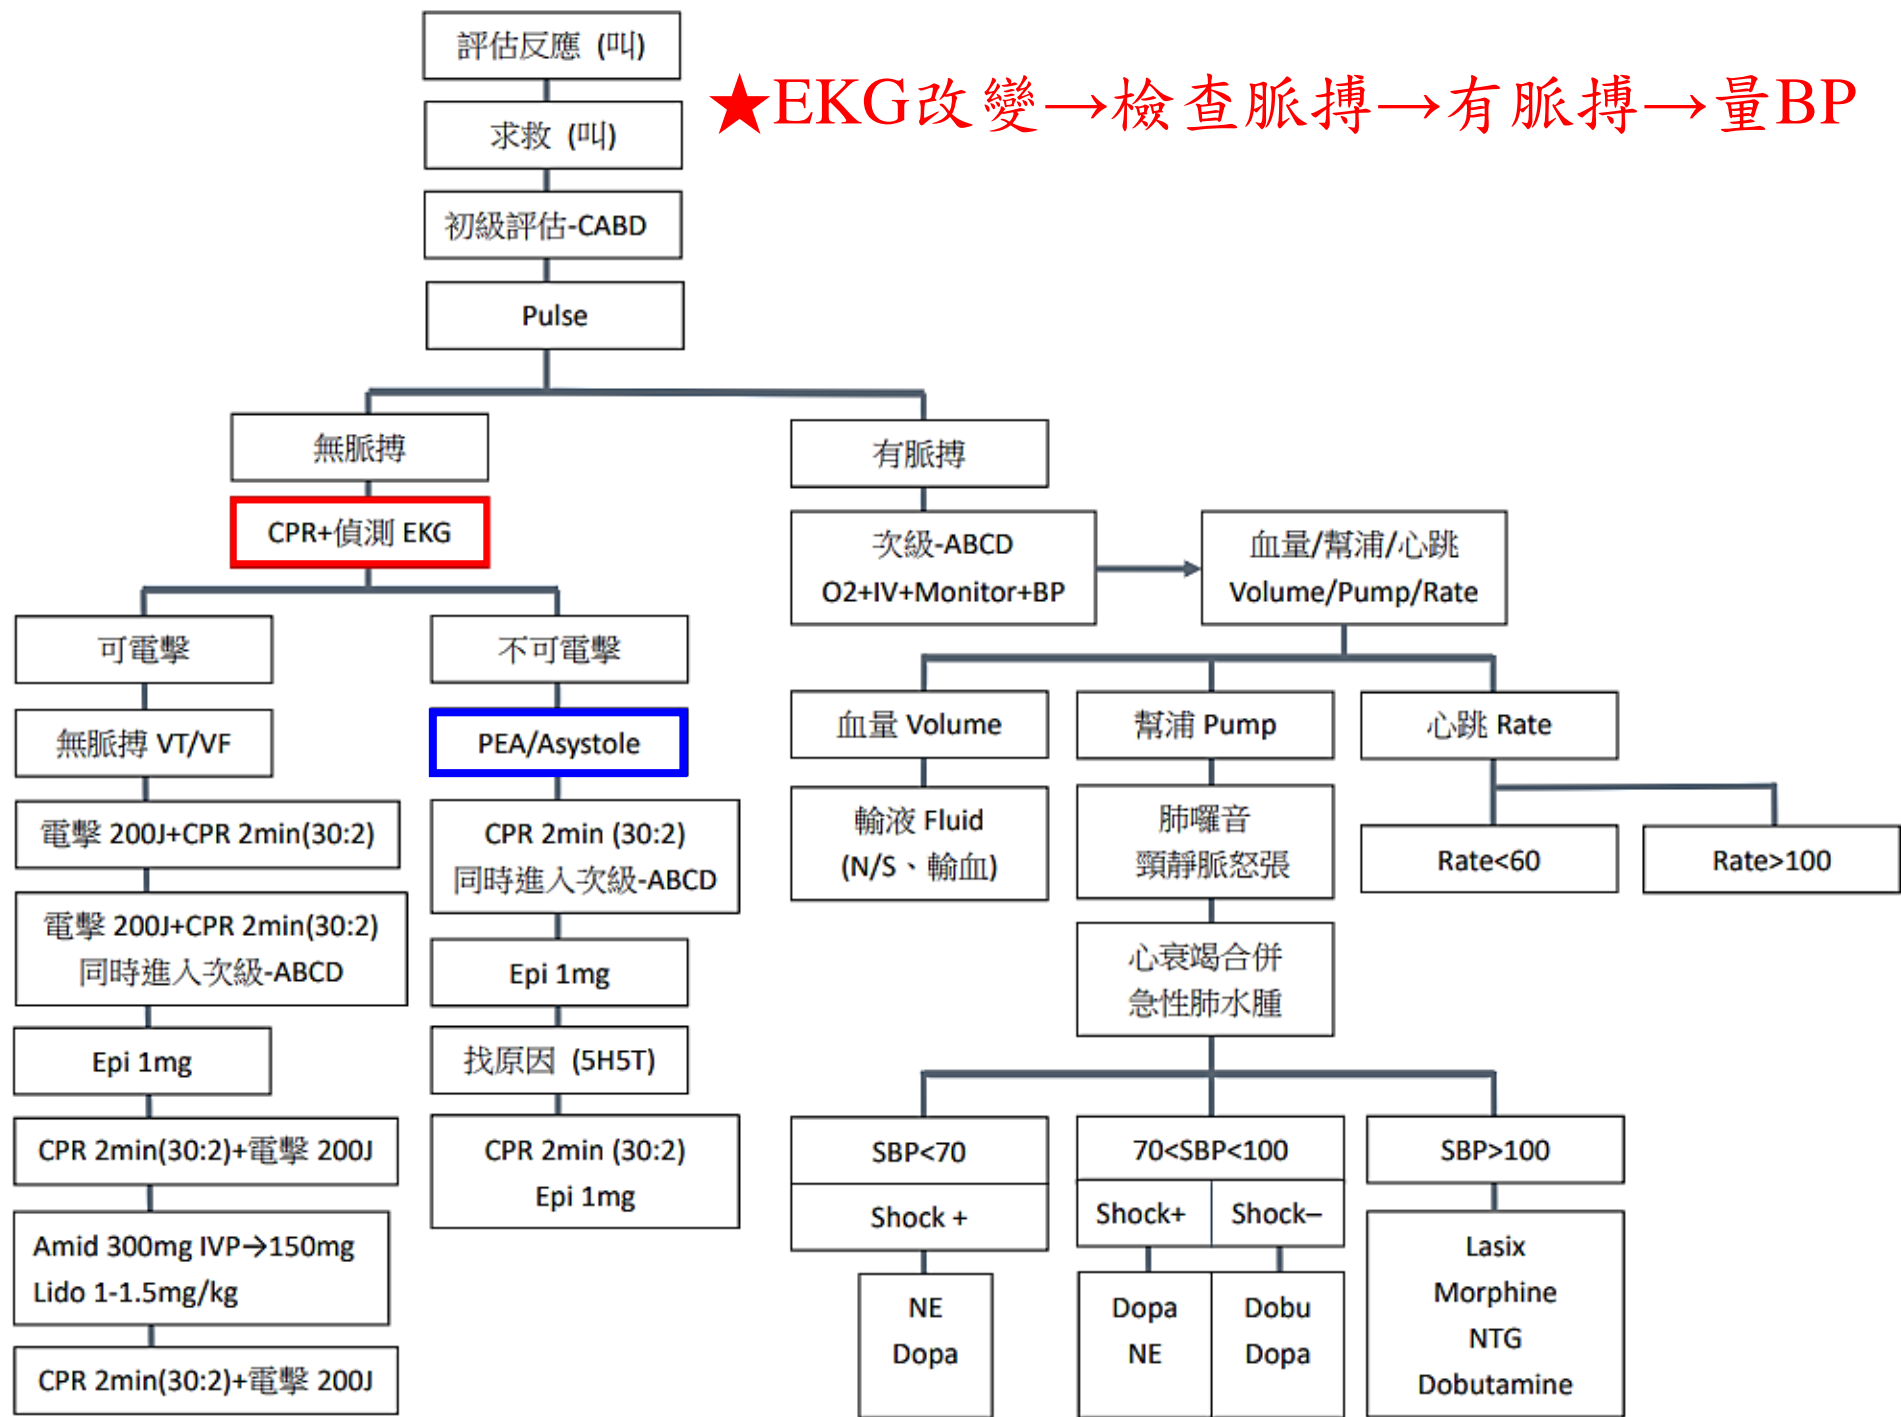 評估反應 (叫)
★EKG改變→檢查脈搏→有脈搏→量BP
求救 (叫)
初級評估-CABD
Pulse
無脈搏
CPR+偵測 EKG
可電擊
無脈搏 VT/VF
電擊 200J+CPR 2min(30:2)
電擊 200J+CPR 2min(30:2)
同時進入次級-ABCD
Epi 1mg
CPR 2min(30:2)+電擊 200J
Amid 300mg IVP→150mg
Lido 1-1.5mg/kg
CPR 2min(30:2)+電擊 200J
不可電擊
PEA/Asystole
CPR 2min (30:2)
同時進入次級-ABCD
Epi 1mg
找原因 (5H5T)
CPR 2min (30:2)
Epi 1mg
有脈搏
次級-ABCD
O2+IV+Monitor+BP
血量/幫浦/心跳
Volume/Pump/Rate
血量 Volume
輸液 Fluid
(N/S、輸血)
幫浦 Pump
肺囉音
頸靜脈怒張
心衰竭合併
急性肺水腫
SBP<70
Shock +
NE
Dopa
70<SBP<100
Shock+
Dopa
NE
Shock–
Dobu
Dopa
SBP>100
Lasix
Morphine
NTG
Dobutamine
心跳 Rate
Rate<60
Rate>100